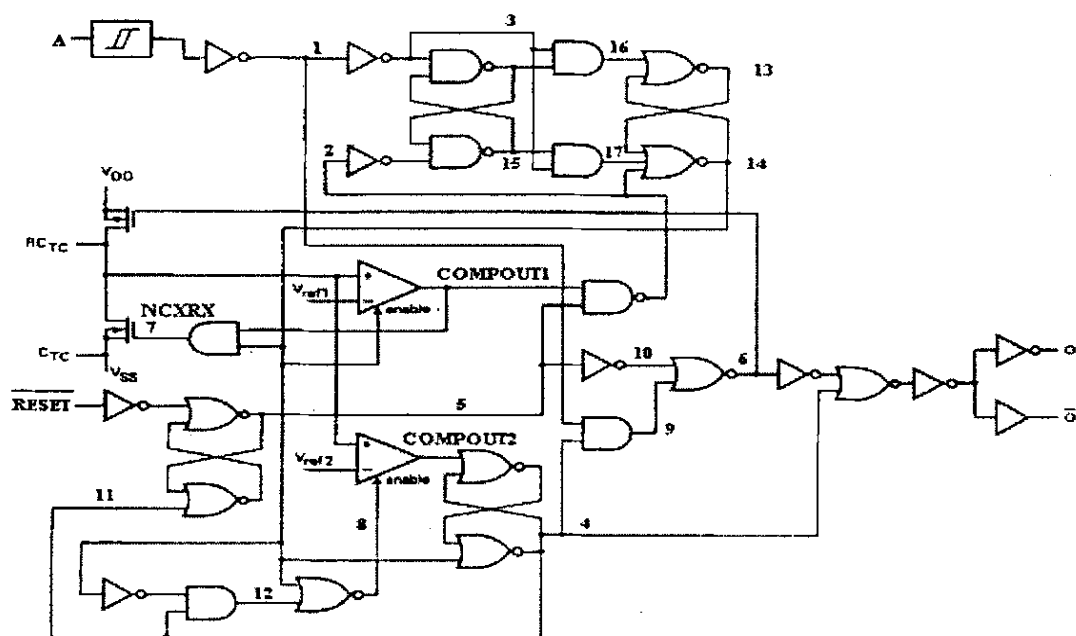 A
1
3
16
13
2
15
17
14
VDD
RCTC
NCXRX
7
CTC
VSS
Vref1
+
−
enable
COMPOUT1
10
6
9
O
O̅
R̅E̅S̅E̅T̅
5
COMPOUT2
Vref2
+
−
enable
11
8
4
12